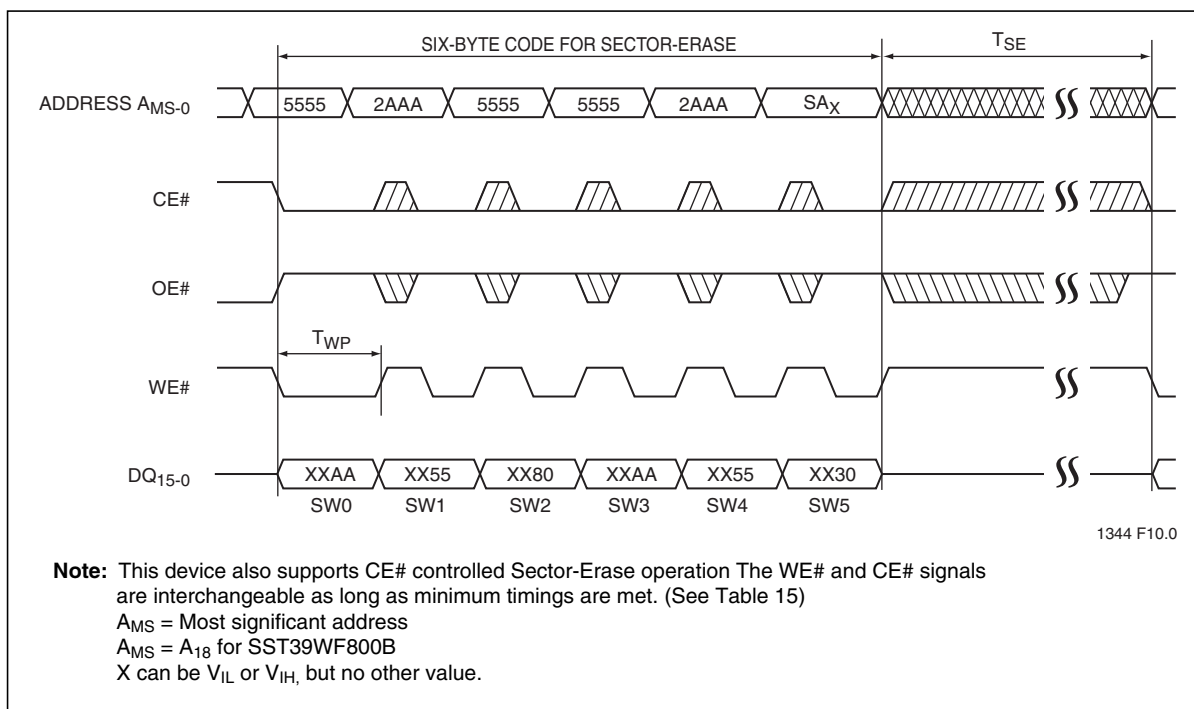 SIX-BYTE CODE FOR SECTOR-ERASE
TSE
ADDRESS AMS-0
5555 2AAA 5555 5555 2AAA SAX
CE#
OE#
TWP
WE#
DQ15-0
XXAA XX55 XX80 XXAA XX55 XX30
SW0 SW1 SW2 SW3 SW4 SW5
1344 F10.0
Note: This device also supports CE# controlled Sector-Erase operation The WE# and CE# signals
are interchangeable as long as minimum timings are met. (See Table 15)
AMS = Most significant address
AMS = A18 for SST39WF800B
X can be VIL or VIH, but no other value.